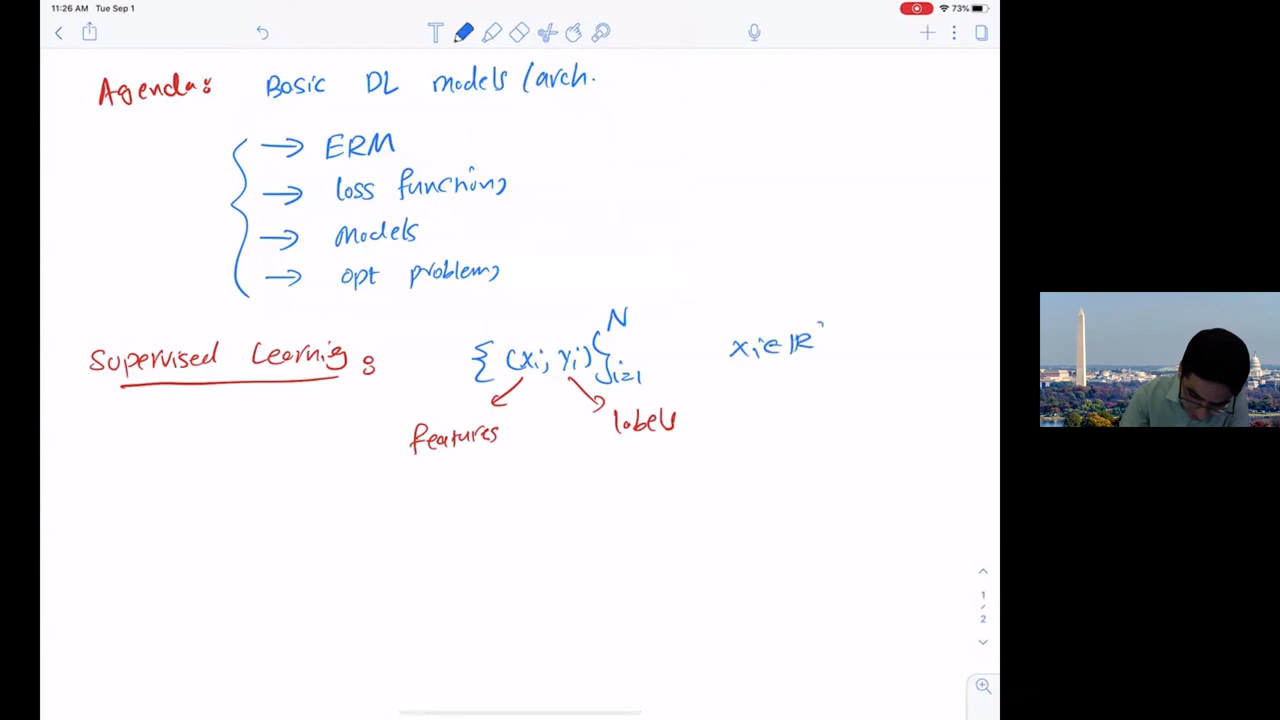 11:26 AM Tue Sep 1
73%
Agenda: Basic DL models / arch.
→ ERM
→ loss functions
→ models
→ opt problems
Supervised Learning: { (xi, yi) }_{i=1}^{N} xi ∈ ℝ
features labels
1
/
2